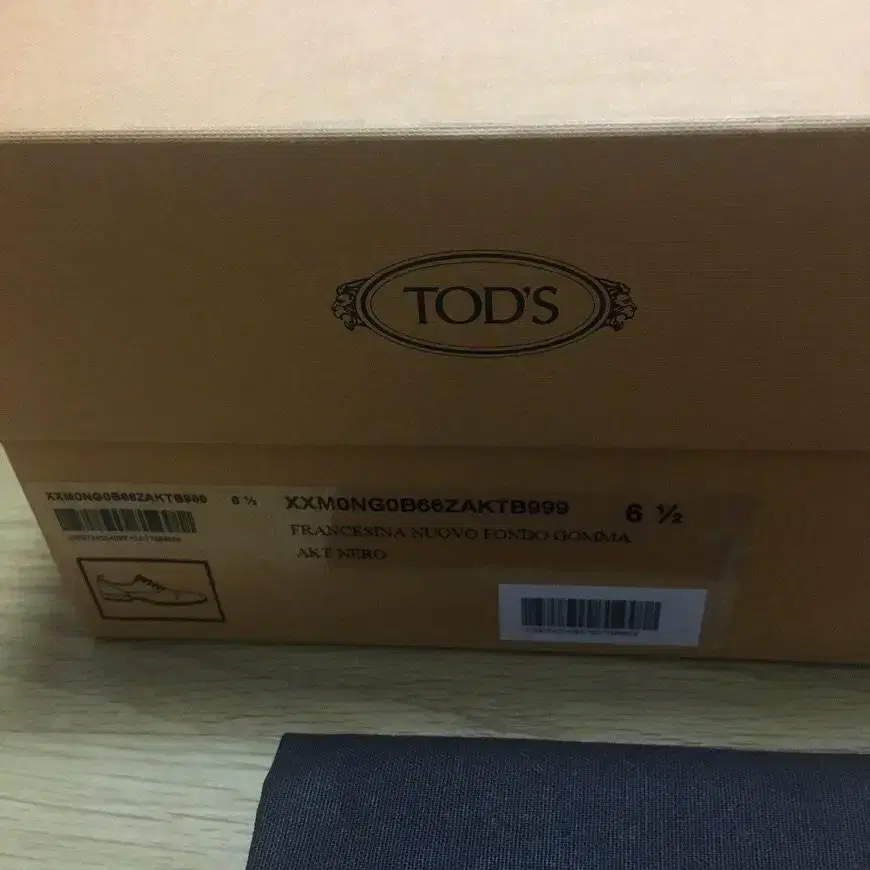 TOD'S
XXM0NG0B66ZAKTB999 6 ½
XXM0NG0B66ZAKTB999 6 ½
FRANCESINA NUOVO FONDO GOMMA
AKT NERO